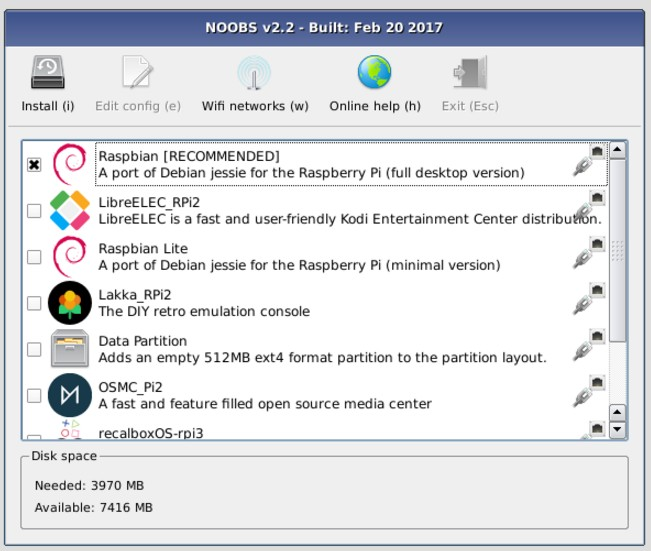 NOOBS v2.2 - Built: Feb 20 2017
Install (i)
Edit config (e)
Wifi networks (w)
Online help (h)
Exit (Esc)
Raspbian [RECOMMENDED]
A port of Debian jessie for the Raspberry Pi (full desktop version)
LibreELEC_RPi2
LibreELEC is a fast and user-friendly Kodi Entertainment Center distribution.
Raspbian Lite
A port of Debian jessie for the Raspberry Pi (minimal version)
Lakka_RPi2
The DIY retro emulation console
Data Partition
Adds an empty 512MB ext4 format partition to the partition layout.
OSMC_Pi2
A fast and feature filled open source media center
recalboxOS-rpi3
Disk space
Needed: 3970 MB
Available: 7416 MB